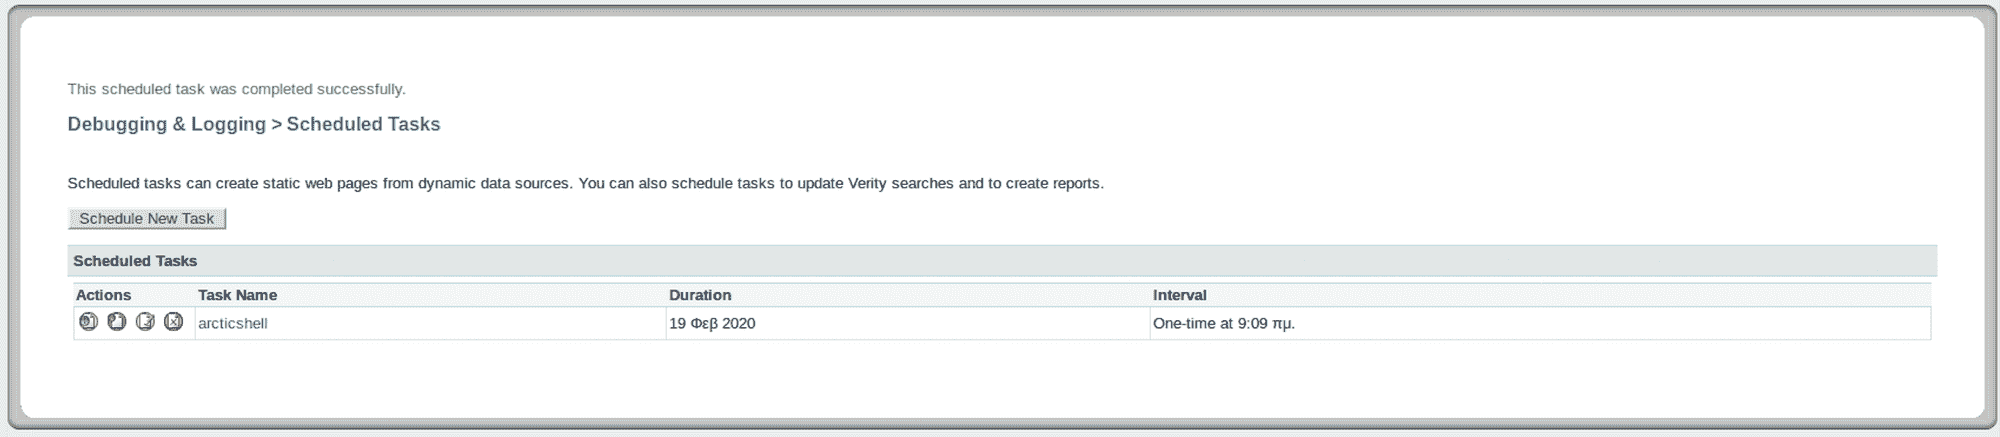 This scheduled task was completed successfully.
Debugging & Logging > Scheduled Tasks
Scheduled tasks can create static web pages from dynamic data sources. You can also schedule tasks to update Verity searches and to create reports.
Schedule New Task
Scheduled Tasks
Actions Task Name Duration Interval
arcticshell 19 Φεβ 2020 One-time at 9:09 πμ.